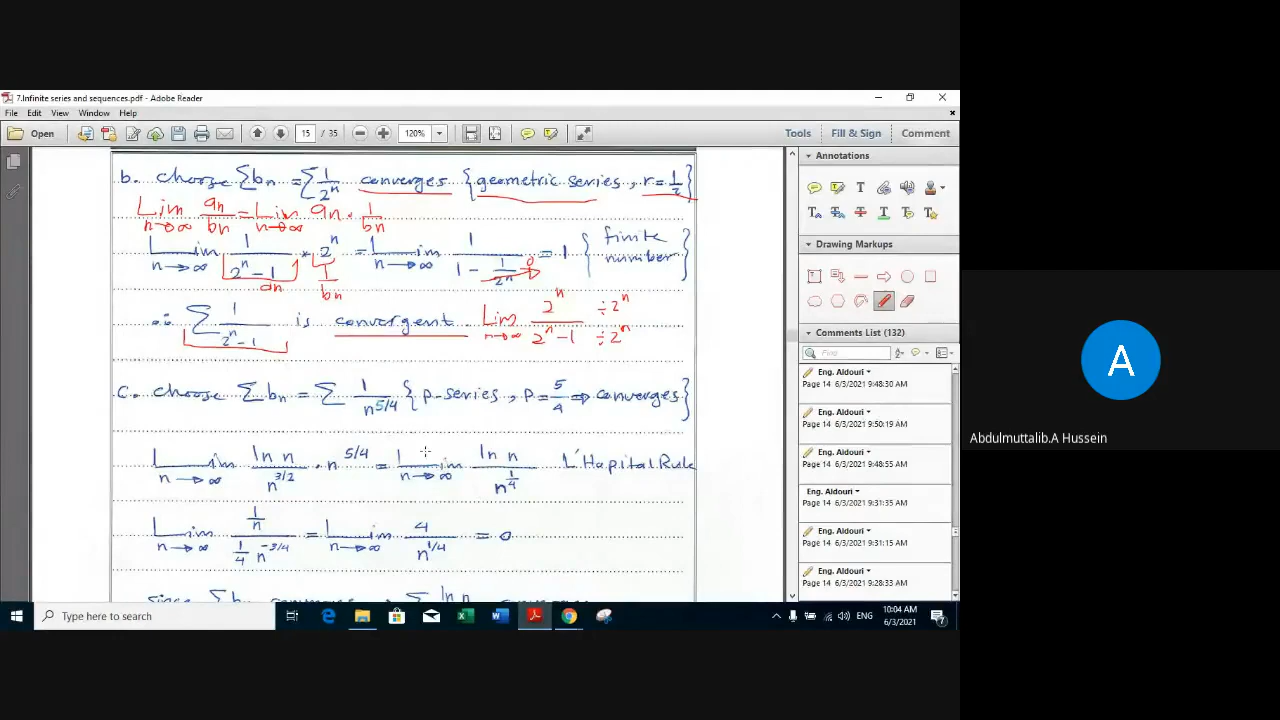 7.Infinite series and sequences.pdf - Adobe Reader
File Edit View Window Help
Open 15 / 35 120% Tools Fill & Sign Comment
b. choose Σbn = Σ 1/2^n converges {geometric series, r = 1/2}
Lim n→∞ an/bn = Lim n→∞ an · 1/bn
Lim n→∞ 1/(2^n - 1) * 2^n = Lim n→∞ 1/(1 - 1/2^n) = 1 {finite number}
an 1/bn 0
∴ Σ 1/(2^n - 1) is convergent. Lim n→∞ 2^n/(2^n - 1) ÷2^n ÷2^n
c. choose Σbn = Σ 1/n^5/4 {p-series, p = 5/4 ⇒ converges}
Lim n→∞ ln n/n^3/2 · n^5/4 = Lim n→∞ ln n/n^1/4 L'Hapital Rule
Lim n→∞ (1/n)/(1/4 n^-3/4) = Lim n→∞ 4/n^1/4 = 0
Annotations
Drawing Markups
Comments List (132)
Find
Eng. Aldouri
Page 14 6/3/2021 9:48:30 AM
Eng. Aldouri
Page 14 6/3/2021 9:50:19 AM
Eng. Aldouri
Page 14 6/3/2021 9:48:55 AM
Eng. Aldouri
Page 14 6/3/2021 9:31:35 AM
Eng. Aldouri
Page 14 6/3/2021 9:31:15 AM
Eng. Aldouri
Page 14 6/3/2021 9:28:33 AM
Type here to search
ENG
10:04 AM
6/3/2021
A
Abdulmuttalib.A Hussein